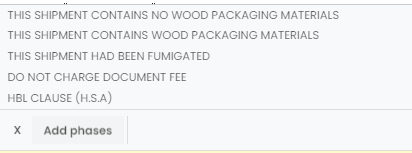 THIS SHIPMENT CONTAINS NO WOOD PACKAGING MATERIALS
THIS SHIPMENT CONTAINS WOOD PACKAGING MATERIALS
THIS SHIPMENT HAD BEEN FUMIGATED
DO NOT CHARGE DOCUMENT FEE
HBL CLAUSE (H.S.A)
X Add phases